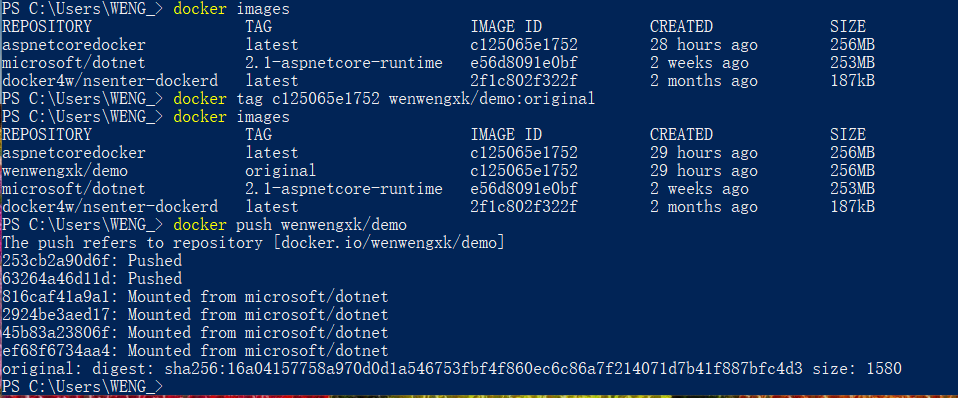 PS C:\Users\WENG_> docker images
REPOSITORY TAG IMAGE ID CREATED SIZE
aspnetcoredocker latest c125065e1752 28 hours ago 256MB
microsoft/dotnet 2.1-aspnetcore-runtime e56d8091e0bf 2 weeks ago 253MB
docker4w/nsenter-dockerd latest 2f1c802f322f 2 months ago 187kB
PS C:\Users\WENG_> docker tag c125065e1752 wenwengxk/demo:original
PS C:\Users\WENG_> docker images
REPOSITORY TAG IMAGE ID CREATED SIZE
aspnetcoredocker latest c125065e1752 29 hours ago 256MB
wenwengxk/demo original c125065e1752 29 hours ago 256MB
microsoft/dotnet 2.1-aspnetcore-runtime e56d8091e0bf 2 weeks ago 253MB
docker4w/nsenter-dockerd latest 2f1c802f322f 2 months ago 187kB
PS C:\Users\WENG_> docker push wenwengxk/demo
The push refers to repository [docker.io/wenwengxk/demo]
253cb2a90d6f: Pushed
63264a46d11d: Pushed
816caf41a9a1: Mounted from microsoft/dotnet
2924be3aed17: Mounted from microsoft/dotnet
45b83a23806f: Mounted from microsoft/dotnet
ef68f6734aa4: Mounted from microsoft/dotnet
original: digest: sha256:16a04157758a970d0d1a546753fbf4f860ec6c86a7f214071d7b41f887bfc4d3 size: 1580
PS C:\Users\WENG_>